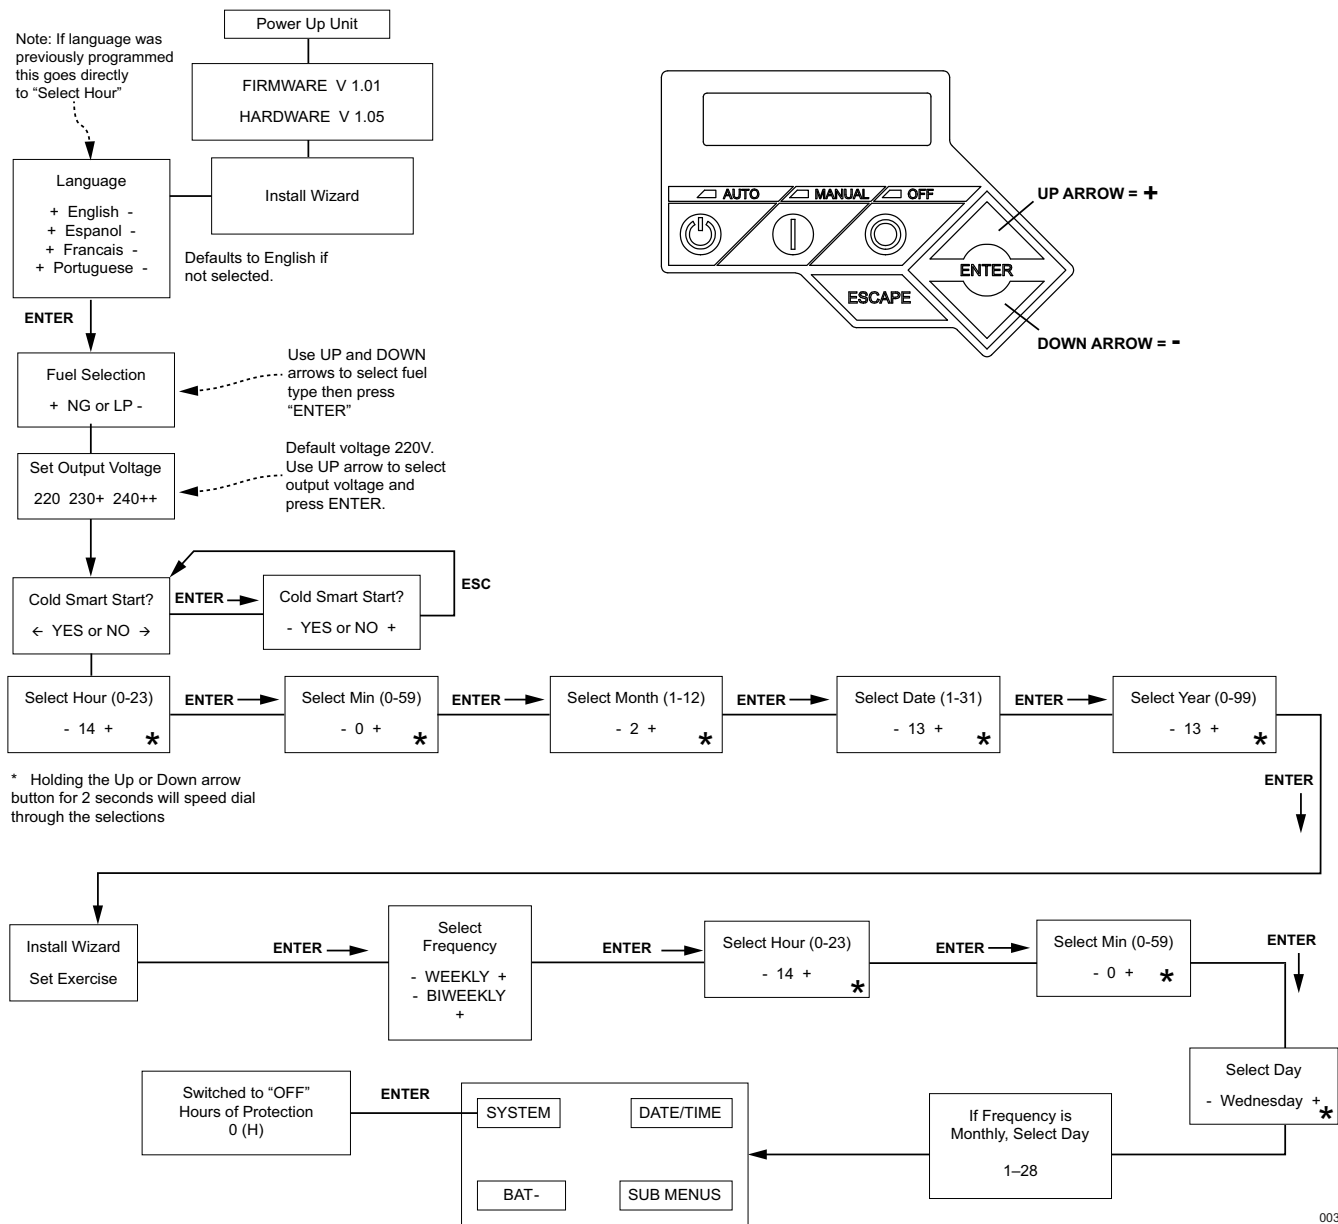 Power Up Unit
Note: If language was
previously programmed
this goes directly
to “Select Hour”
FIRMWARE V 1.01
HARDWARE V 1.05
Install Wizard
Language
+ English -
+ Espanol -
+ Francais -
+ Portuguese -
Defaults to English if
not selected.
AUTO
MANUAL
OFF
ENTER
ESCAPE
UP ARROW = +
DOWN ARROW = -
ENTER
Fuel Selection
+ NG or LP -
Use UP and DOWN
arrows to select fuel
type then press
“ENTER”
Set Output Voltage
220 230+ 240++
Default voltage 220V.
Use UP arrow to select
output voltage and
press ENTER.
Cold Smart Start?
← YES or NO →
ENTER
Cold Smart Start?
- YES or NO +
ESC
Select Hour (0-23)
- 14 +
*
ENTER
Select Min (0-59)
- 0 +
*
ENTER
Select Month (1-12)
- 2 +
*
ENTER
Select Date (1-31)
- 13 +
*
ENTER
Select Year (0-99)
- 13 +
*
* Holding the Up or Down arrow
button for 2 seconds will speed dial
through the selections
ENTER
Install Wizard
Set Exercise
ENTER
Select
Frequency
- WEEKLY +
- BIWEEKLY
+
ENTER
Select Hour (0-23)
- 14 +
*
ENTER
Select Min (0-59)
- 0 +
*
ENTER
Select Day
- Wednesday +
*
If Frequency is
Monthly, Select Day
1–28
SYSTEM
DATE/TIME
BAT-
SUB MENUS
ENTER
Switched to “OFF”
Hours of Protection
0 (H)
003